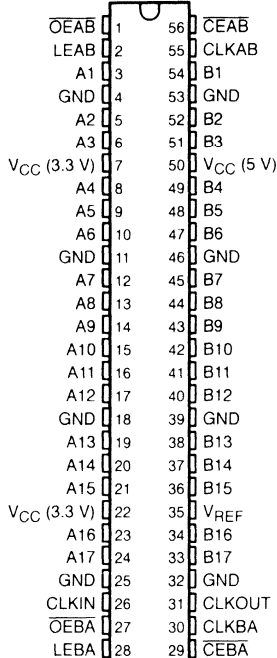 O̅E̅A̅B̅ 1 56 C̅E̅A̅B̅
LEAB 2 55 CLKAB
A1 3 54 B1
GND 4 53 GND
A2 5 52 B2
A3 6 51 B3
VCC (3.3 V) 7 50 VCC (5 V)
A4 8 49 B4
A5 9 48 B5
A6 10 47 B6
GND 11 46 GND
A7 12 45 B7
A8 13 44 B8
A9 14 43 B9
A10 15 42 B10
A11 16 41 B11
A12 17 40 B12
GND 18 39 GND
A13 19 38 B13
A14 20 37 B14
A15 21 36 B15
VCC (3.3 V) 22 35 VREF
A16 23 34 B16
A17 24 33 B17
GND 25 32 GND
CLKIN 26 31 CLKOUT
O̅E̅B̅A̅ 27 30 CLKBA
LEBA 28 29 C̅E̅B̅A̅